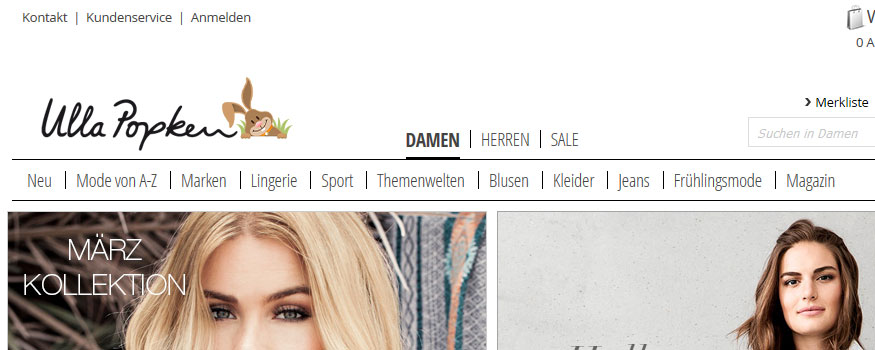 Kontakt | Kundenservice | Anmelden
0 A
Ulla Popken
› Merkliste
DAMEN | HERREN | SALE
Suchen in Damen
Neu | Mode von A-Z | Marken | Lingerie | Sport | Themenwelten | Blusen | Kleider | Jeans | Frühlingsmode | Magazin
MÄRZ
KOLLEKTION